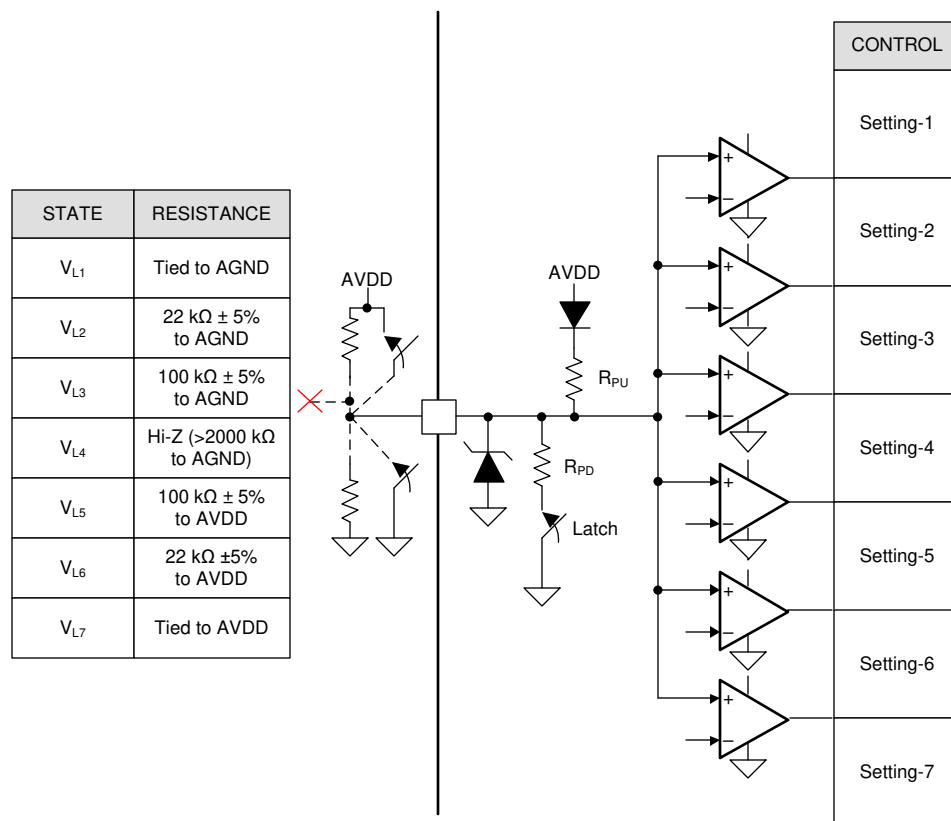 CONTROL
Setting-1
Setting-2
Setting-3
Setting-4
Setting-5
Setting-6
Setting-7
STATE RESISTANCE
VL1 Tied to AGND
VL2 22 kΩ ± 5%
to AGND
VL3 100 kΩ ± 5%
to AGND
VL4 Hi-Z (>2000 kΩ
to AGND)
VL5 100 kΩ ± 5%
to AVDD
VL6 22 kΩ ±5%
to AVDD
VL7 Tied to AVDD
AVDD
AVDD
RPU
RPD
Latch
+
−
+
−
+
−
+
−
+
−
+
−